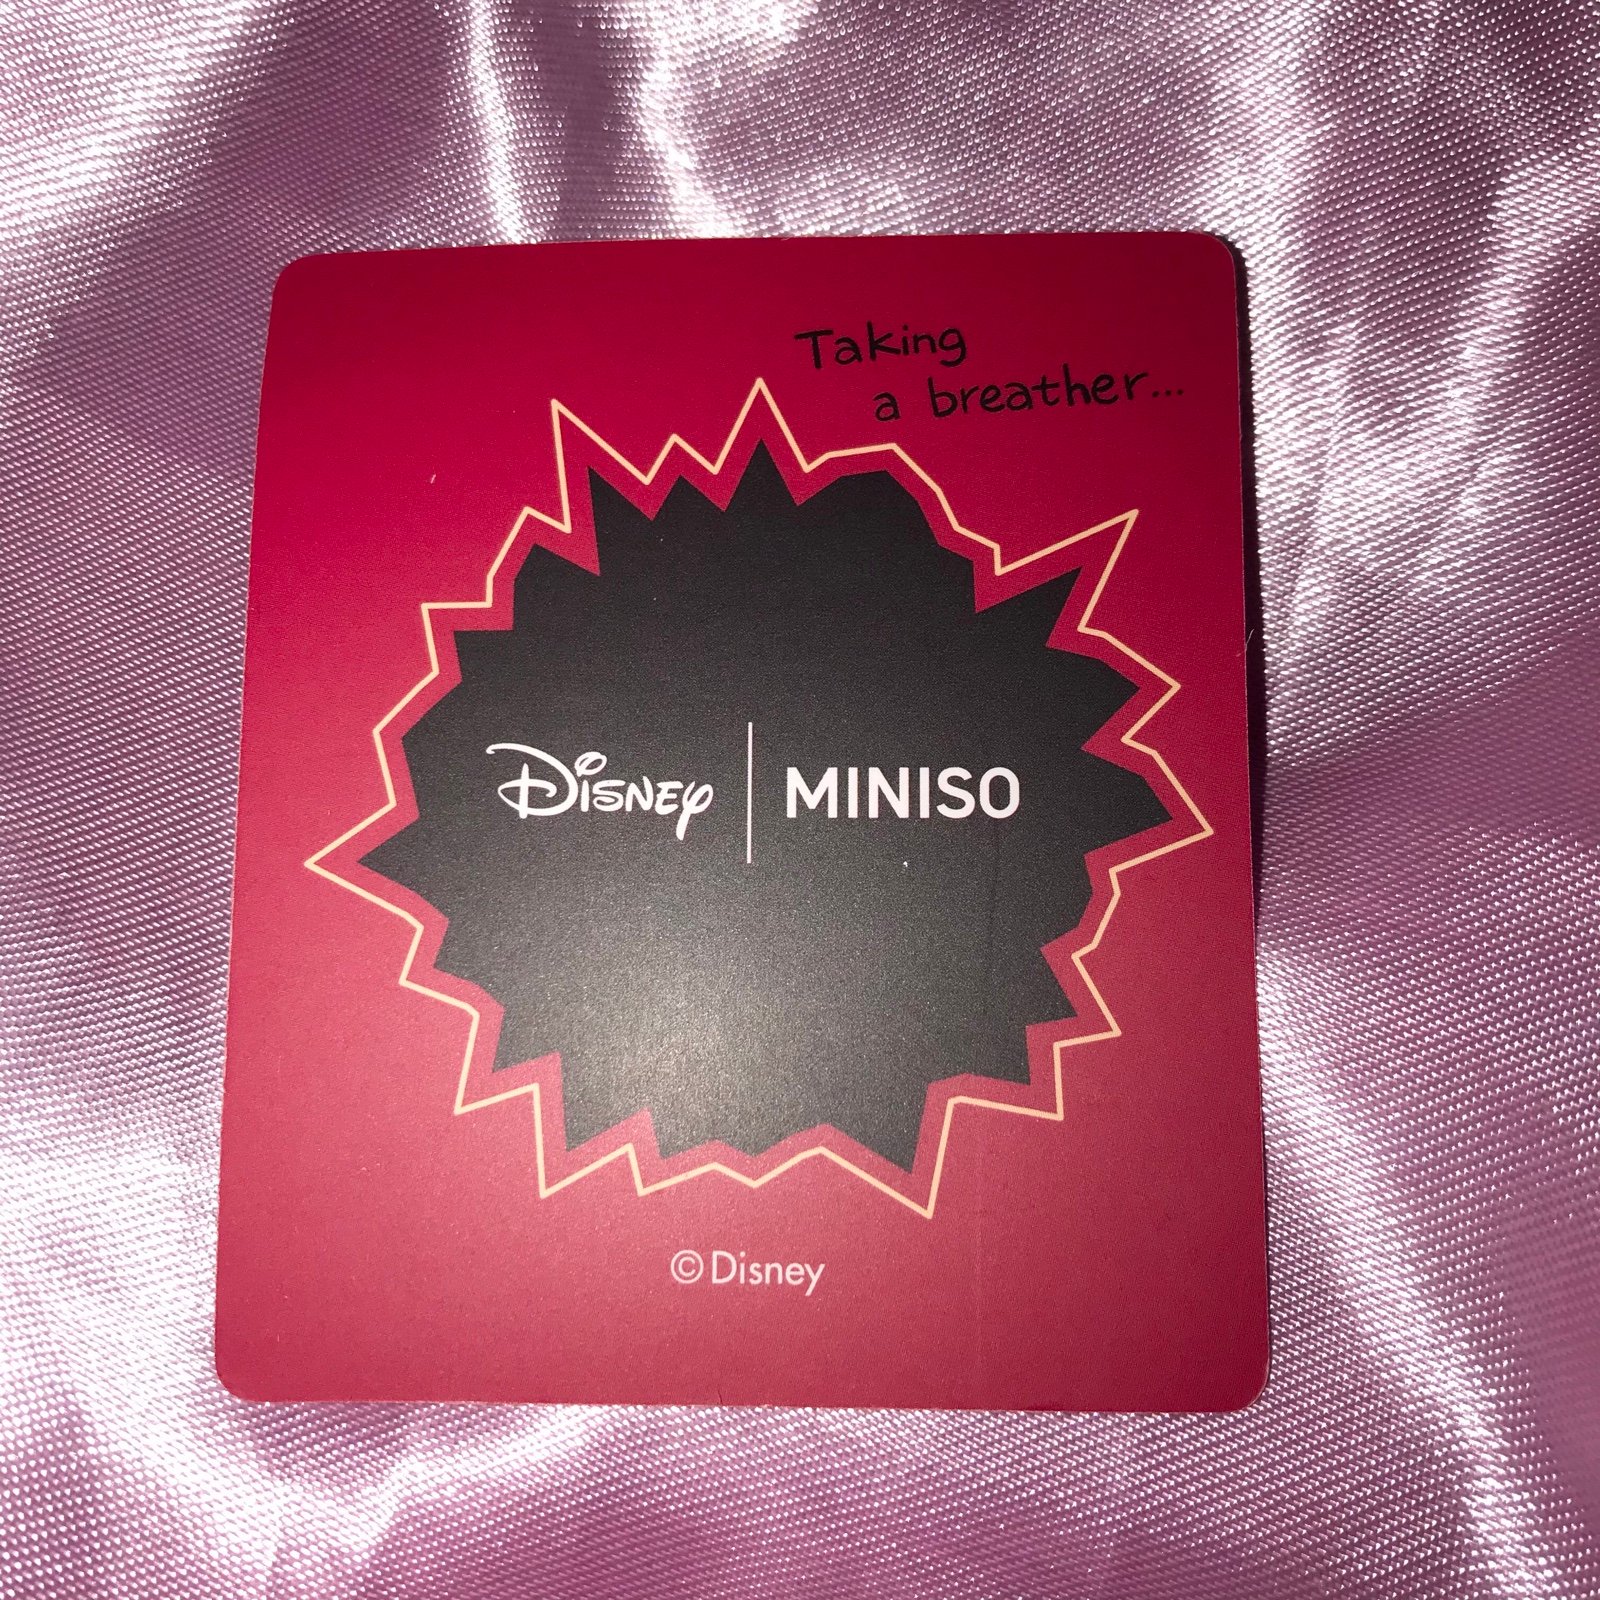 Taking
a breather...
Disney | MINISO
©Disney